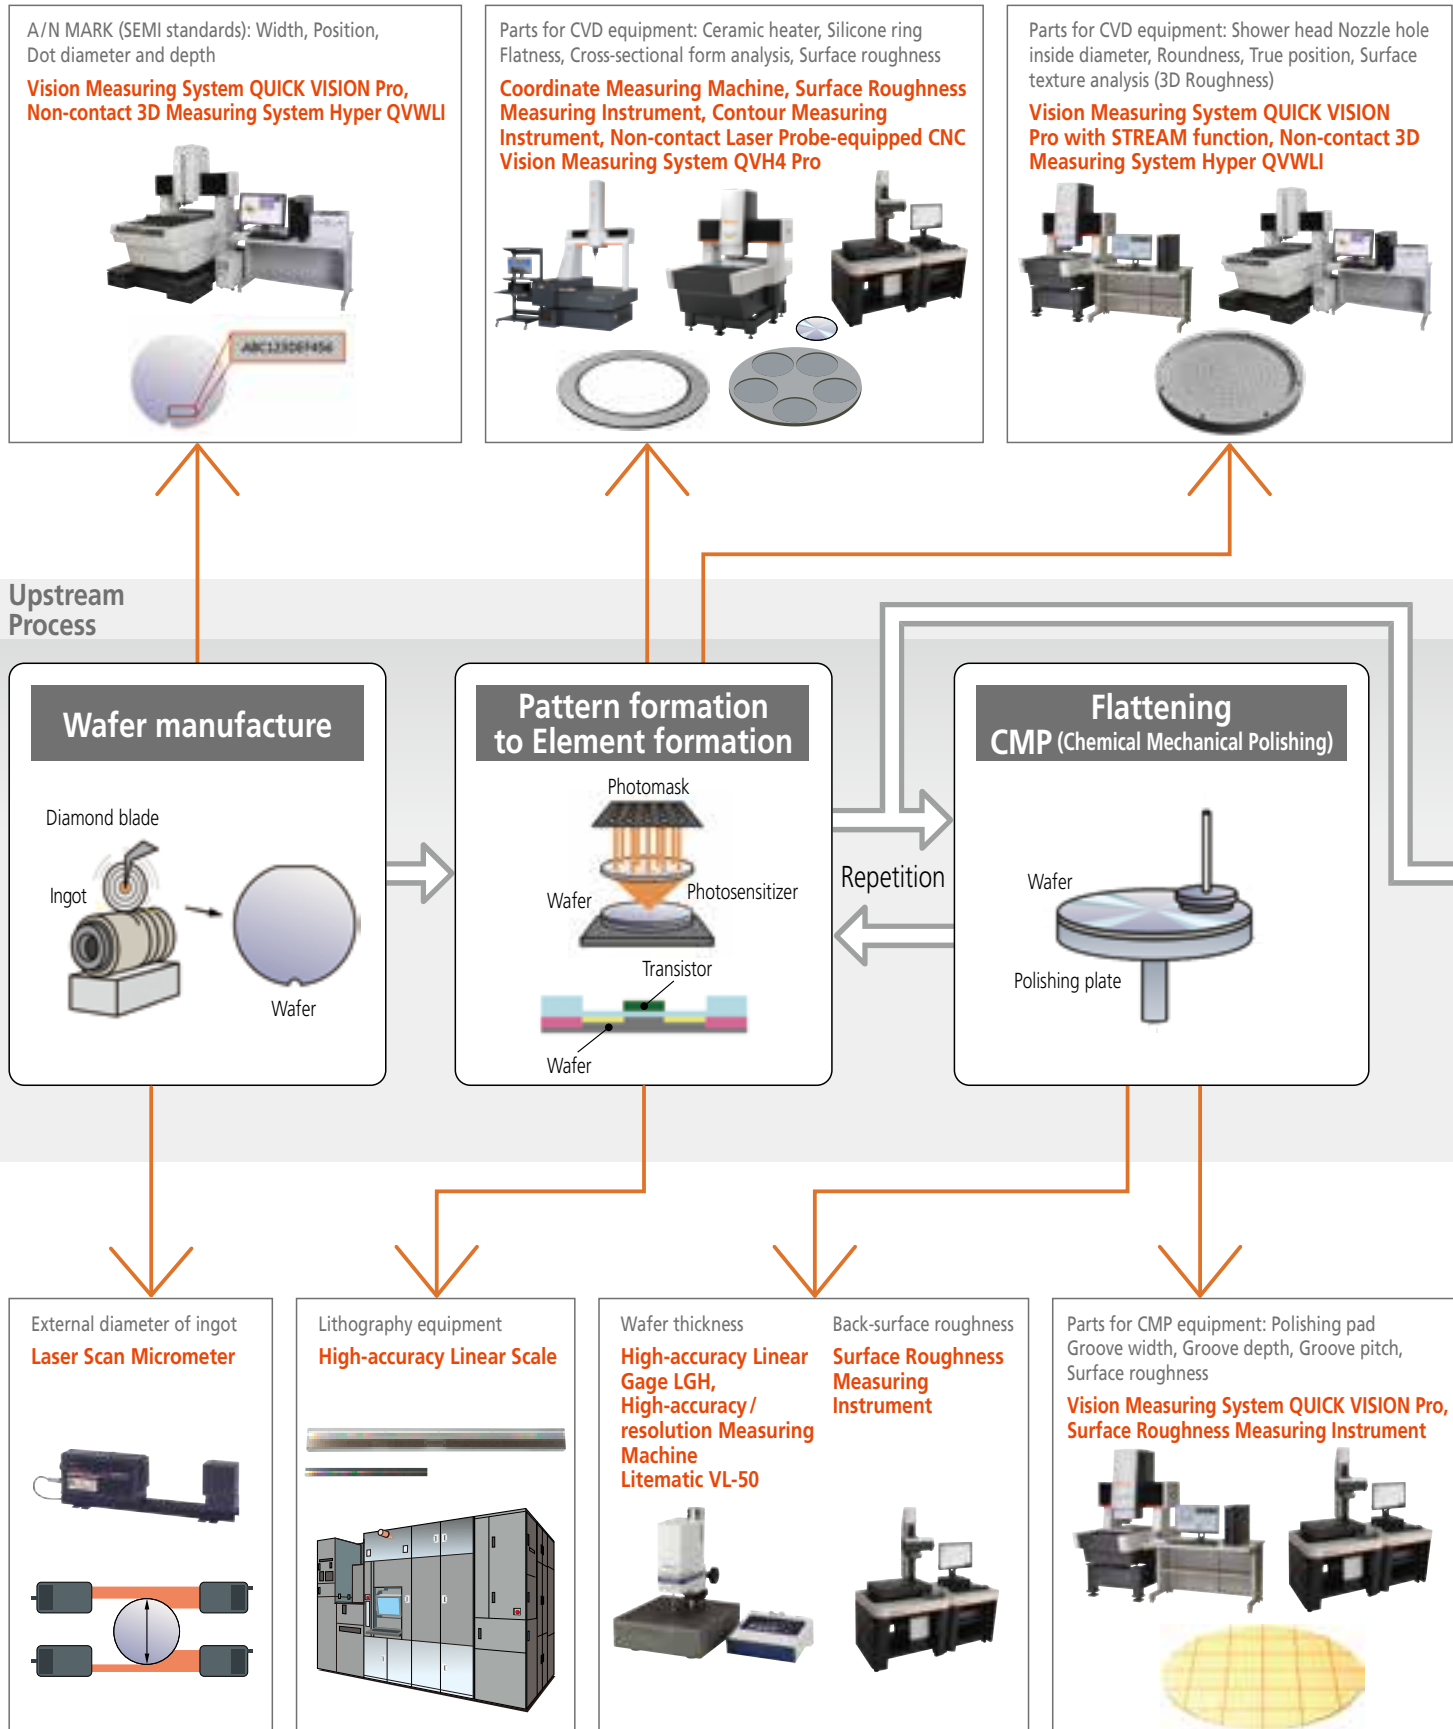 A/N MARK (SEMI standards): Width, Position,
Dot diameter and depth
Vision Measuring System QUICK VISION Pro,
Non-contact 3D Measuring System Hyper QVWLI
ABC123DEF456
Parts for CVD equipment: Ceramic heater, Silicone ring
Flatness, Cross-sectional form analysis, Surface roughness
Coordinate Measuring Machine, Surface Roughness
Measuring Instrument, Contour Measuring
Instrument, Non-contact Laser Probe-equipped CNC
Vision Measuring System QVH4 Pro
Parts for CVD equipment: Shower head Nozzle hole
inside diameter, Roundness, True position, Surface
texture analysis (3D Roughness)
Vision Measuring System QUICK VISION
Pro with STREAM function, Non-contact 3D
Measuring System Hyper QVWLI
Upstream
Process
Wafer manufacture
Diamond blade
Ingot
Wafer
Pattern formation
to Element formation
Photomask
Wafer
Photosensitizer
Transistor
Wafer
Repetition
Flattening
CMP (Chemical Mechanical Polishing)
Wafer
Polishing plate
External diameter of ingot
Laser Scan Micrometer
Lithography equipment
High-accuracy Linear Scale
Wafer thickness
High-accuracy Linear
Gage LGH,
High-accuracy/
resolution Measuring
Machine
Litematic VL-50
Back-surface roughness
Surface Roughness
Measuring
Instrument
Parts for CMP equipment: Polishing pad
Groove width, Groove depth, Groove pitch,
Surface roughness
Vision Measuring System QUICK VISION Pro,
Surface Roughness Measuring Instrument